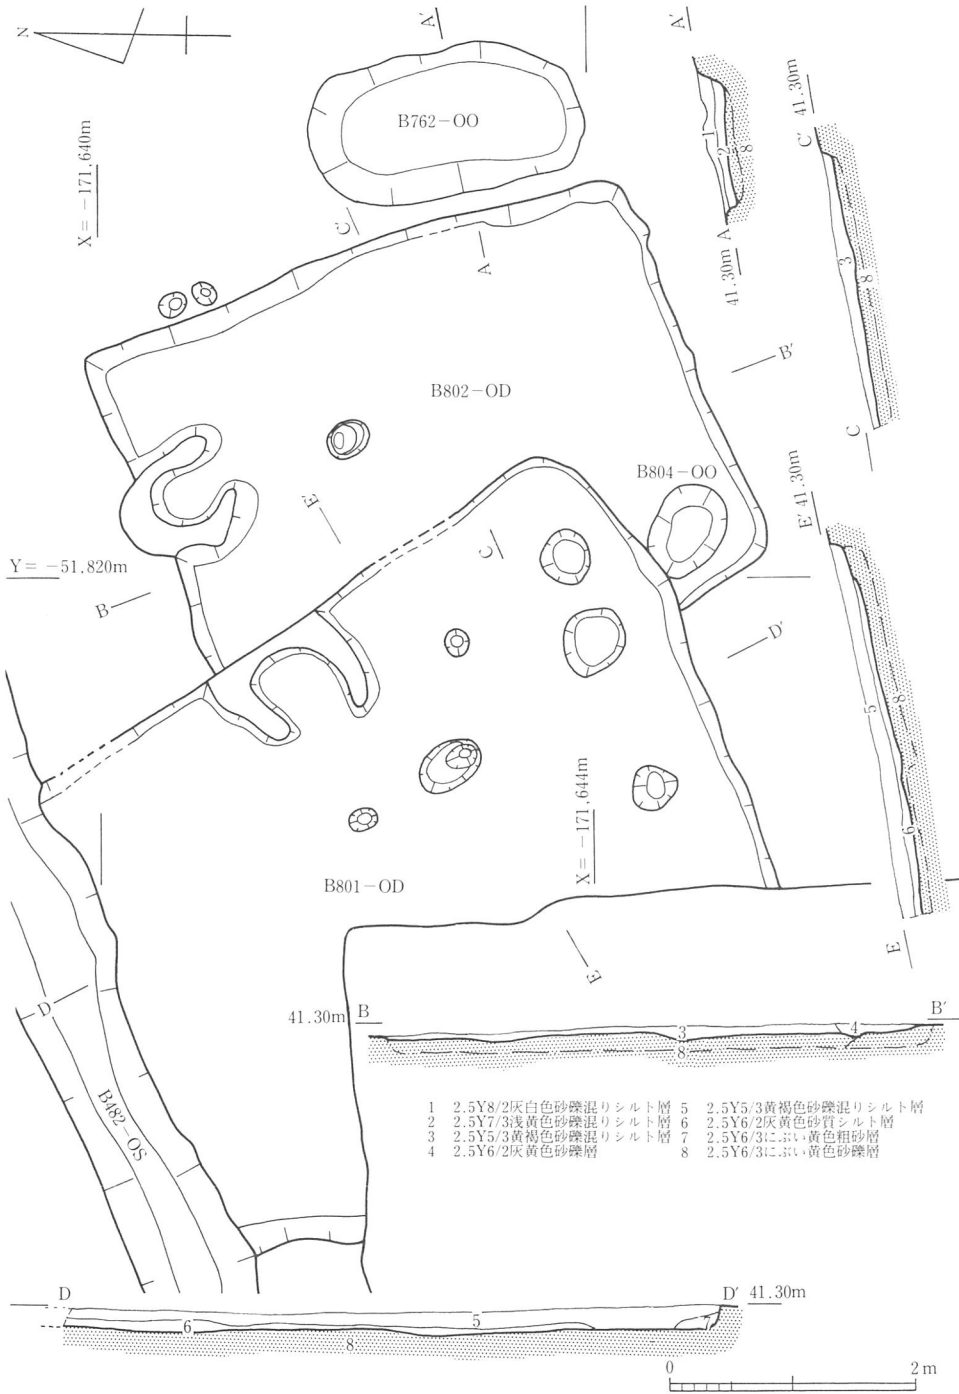 N
A'
A'
B762－OO
X = －171,640m
1
2
8
C' 41.30m
C'
A
41.30m A
3
8
B'
B802－OD
C
B804－OO
E'
C
E' 41.30m
Y = －51,820m
B
D'
5
8
X = －171,644m
6
B801－OD
E
E
D
41.30m B
B'
3
4
8
B482－OS
1 2.5Y8/2灰白色砂礫混りシルト層
2 2.5Y7/3浅黄色砂礫混りシルト層
3 2.5Y5/3黄褐色砂礫混りシルト層
4 2.5Y6/2灰黄色砂礫層
5 2.5Y5/3黄褐色砂礫混りシルト層
6 2.5Y6/2灰黄色砂質シルト層
7 2.5Y6/3にぶい黄色粗砂層
8 2.5Y6/3にぶい黄色砂礫層
D
D' 41.30m
6
5
7
8
0
2 m